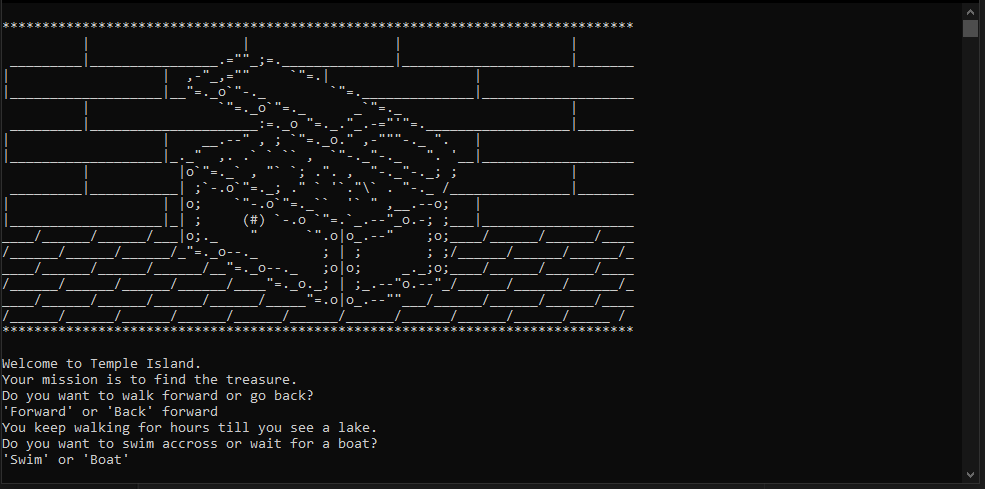 Welcome to Temple Island.
Your mission is to find the treasure.
Do you want to walk forward or go back?
'Forward' or 'Back' forward
You keep walking for hours till you see a lake.
Do you want to swim accross or wait for a boat?
'Swim' or 'Boat'